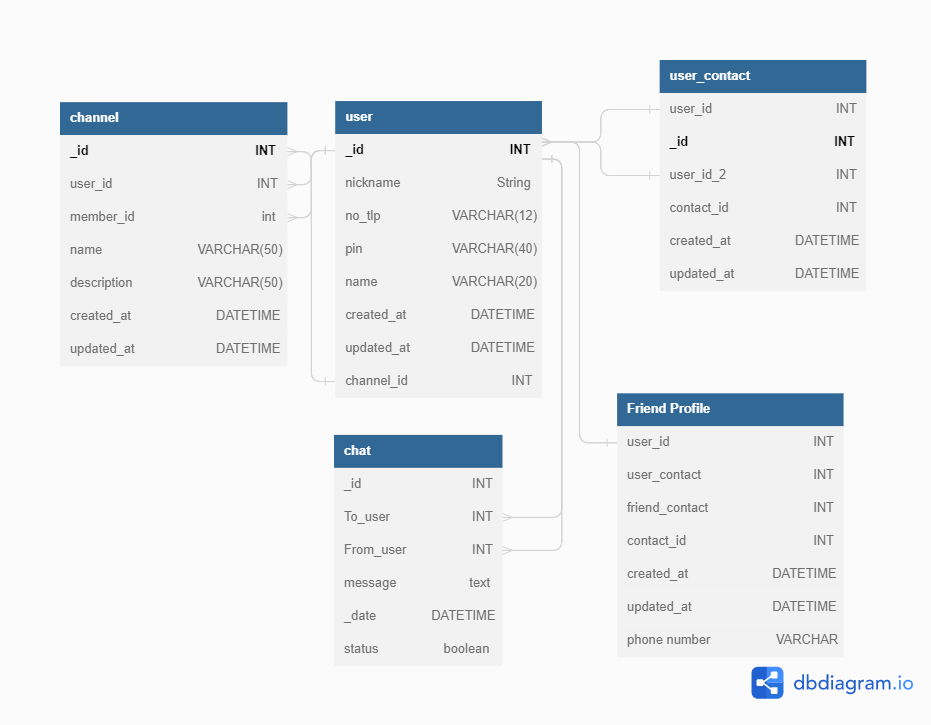 channel
_id INT
user_id INT
member_id int
name VARCHAR(50)
description VARCHAR(50)
created_at DATETIME
updated_at DATETIME
user
_id INT
nickname String
no_tlp VARCHAR(12)
pin VARCHAR(40)
name VARCHAR(20)
created_at DATETIME
updated_at DATETIME
channel_id INT
user_contact
user_id INT
_id INT
user_id_2 INT
contact_id INT
created_at DATETIME
updated_at DATETIME
chat
_id INT
To_user INT
From_user INT
message text
_date DATETIME
status boolean
Friend Profile
user_id INT
user_contact INT
friend_contact INT
contact_id INT
created_at DATETIME
updated_at DATETIME
phone number VARCHAR
dbdiagram.io